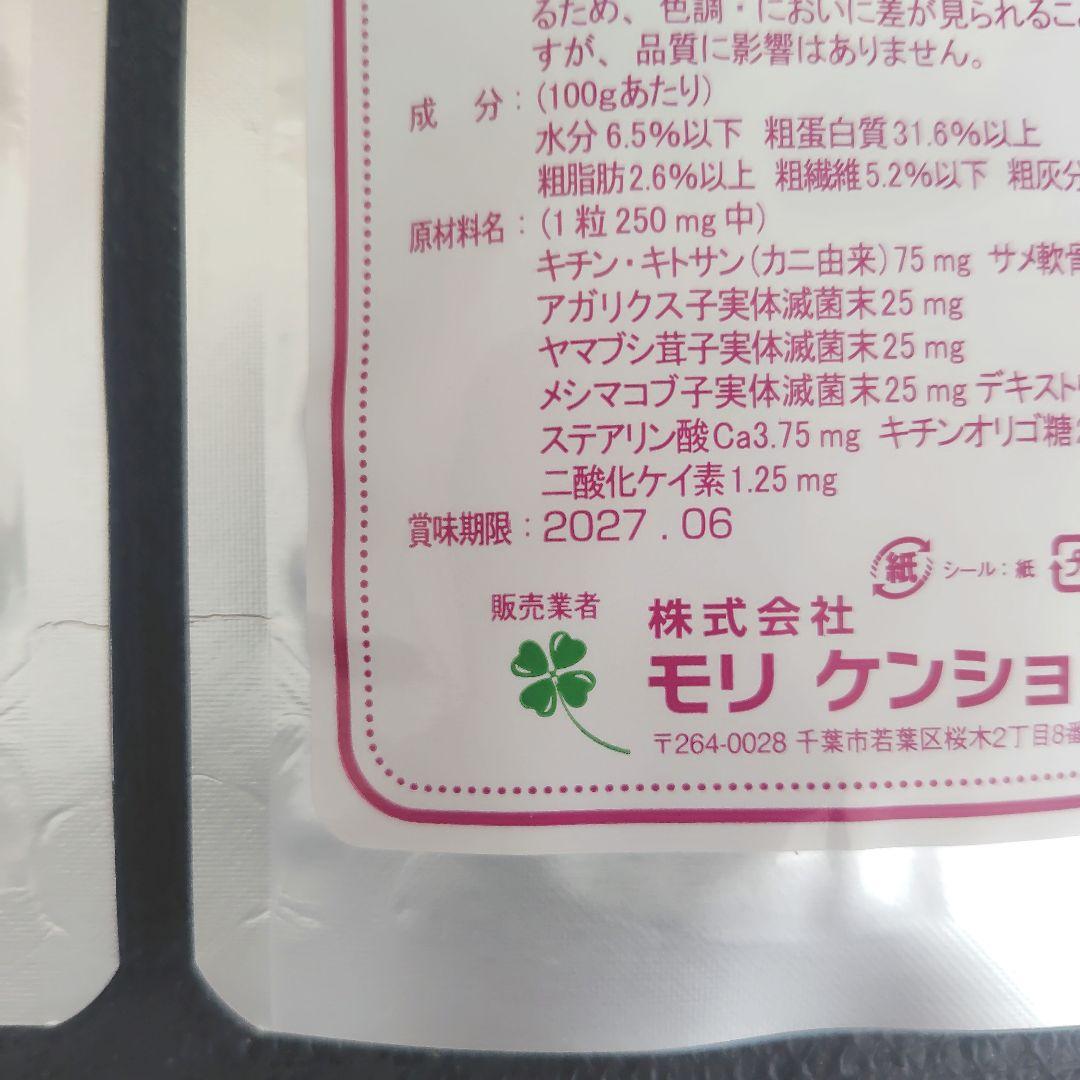 るため、色調・においに差が見られるこ
すが、品質に影響はありません。
成 分：(100gあたり)
水分 6.5%以下 粗蛋白質31.6%以上
粗脂肪2.6%以上 粗繊維5.2%以下 粗灰分
原材料名：(1粒250mg中)
キチン・キトサン(カニ由来)75mg サメ軟骨
アガリクス子実体滅菌末25mg
ヤマブシ茸子実体滅菌末25mg
メシマコブ子実体滅菌末25mg デキスト
ステアリン酸Ca3.75mg キチンオリゴ糖
二酸化ケイ素1.25mg
賞味期限：2027.06
紙 シール：紙
販売業者
株式会社
モリ ケンショ
〒264-0028 千葉市若葉区桜木2丁目8番